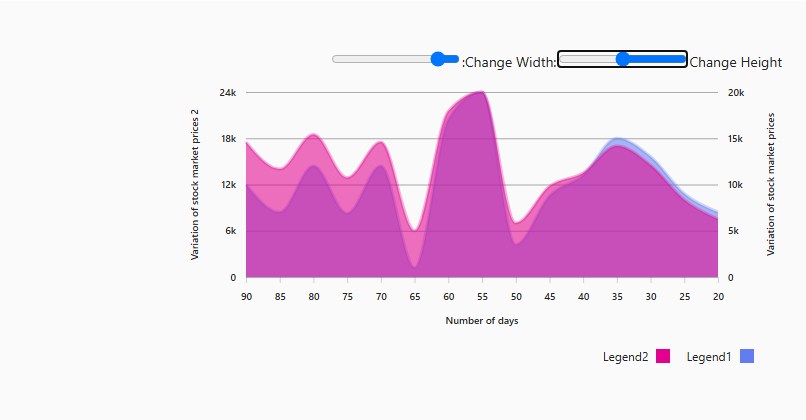 :Change Width: Change Height
Variation of stock market prices 2
24k
18k
12k
6k
0
20k
15k
10k
5k
0
Variation of stock market prices
90 85 80 75 70 65 60 55 50 45 40 35 30 25 20
Number of days
Legend2 Legend1